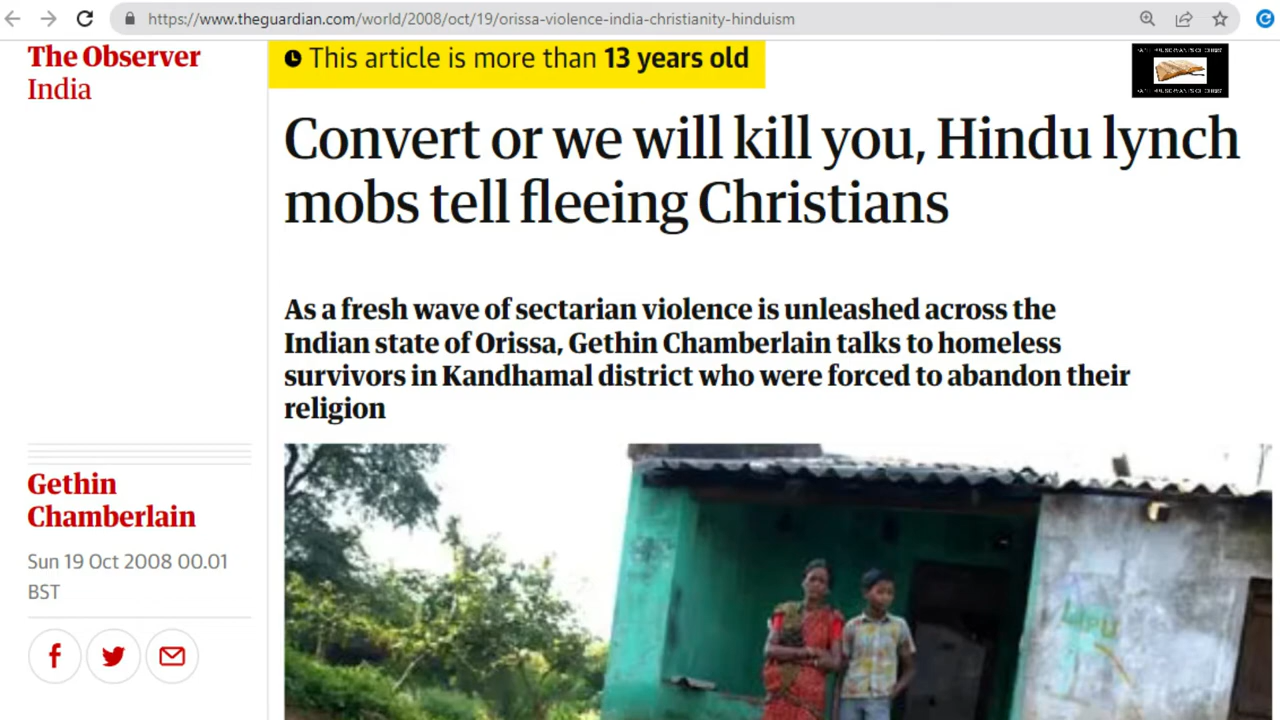 https://www.theguardian.com/world/2008/oct/19/orissa-violence-india-christianity-hinduism
The Observer
India
This article is more than 13 years old
Convert or we will kill you, Hindu lynch
mobs tell fleeing Christians
As a fresh wave of sectarian violence is unleashed across the
Indian state of Orissa, Gethin Chamberlain talks to homeless
survivors in Kandhamal district who were forced to abandon their
religion
Gethin
Chamberlain
Sun 19 Oct 2008 00.01
BST